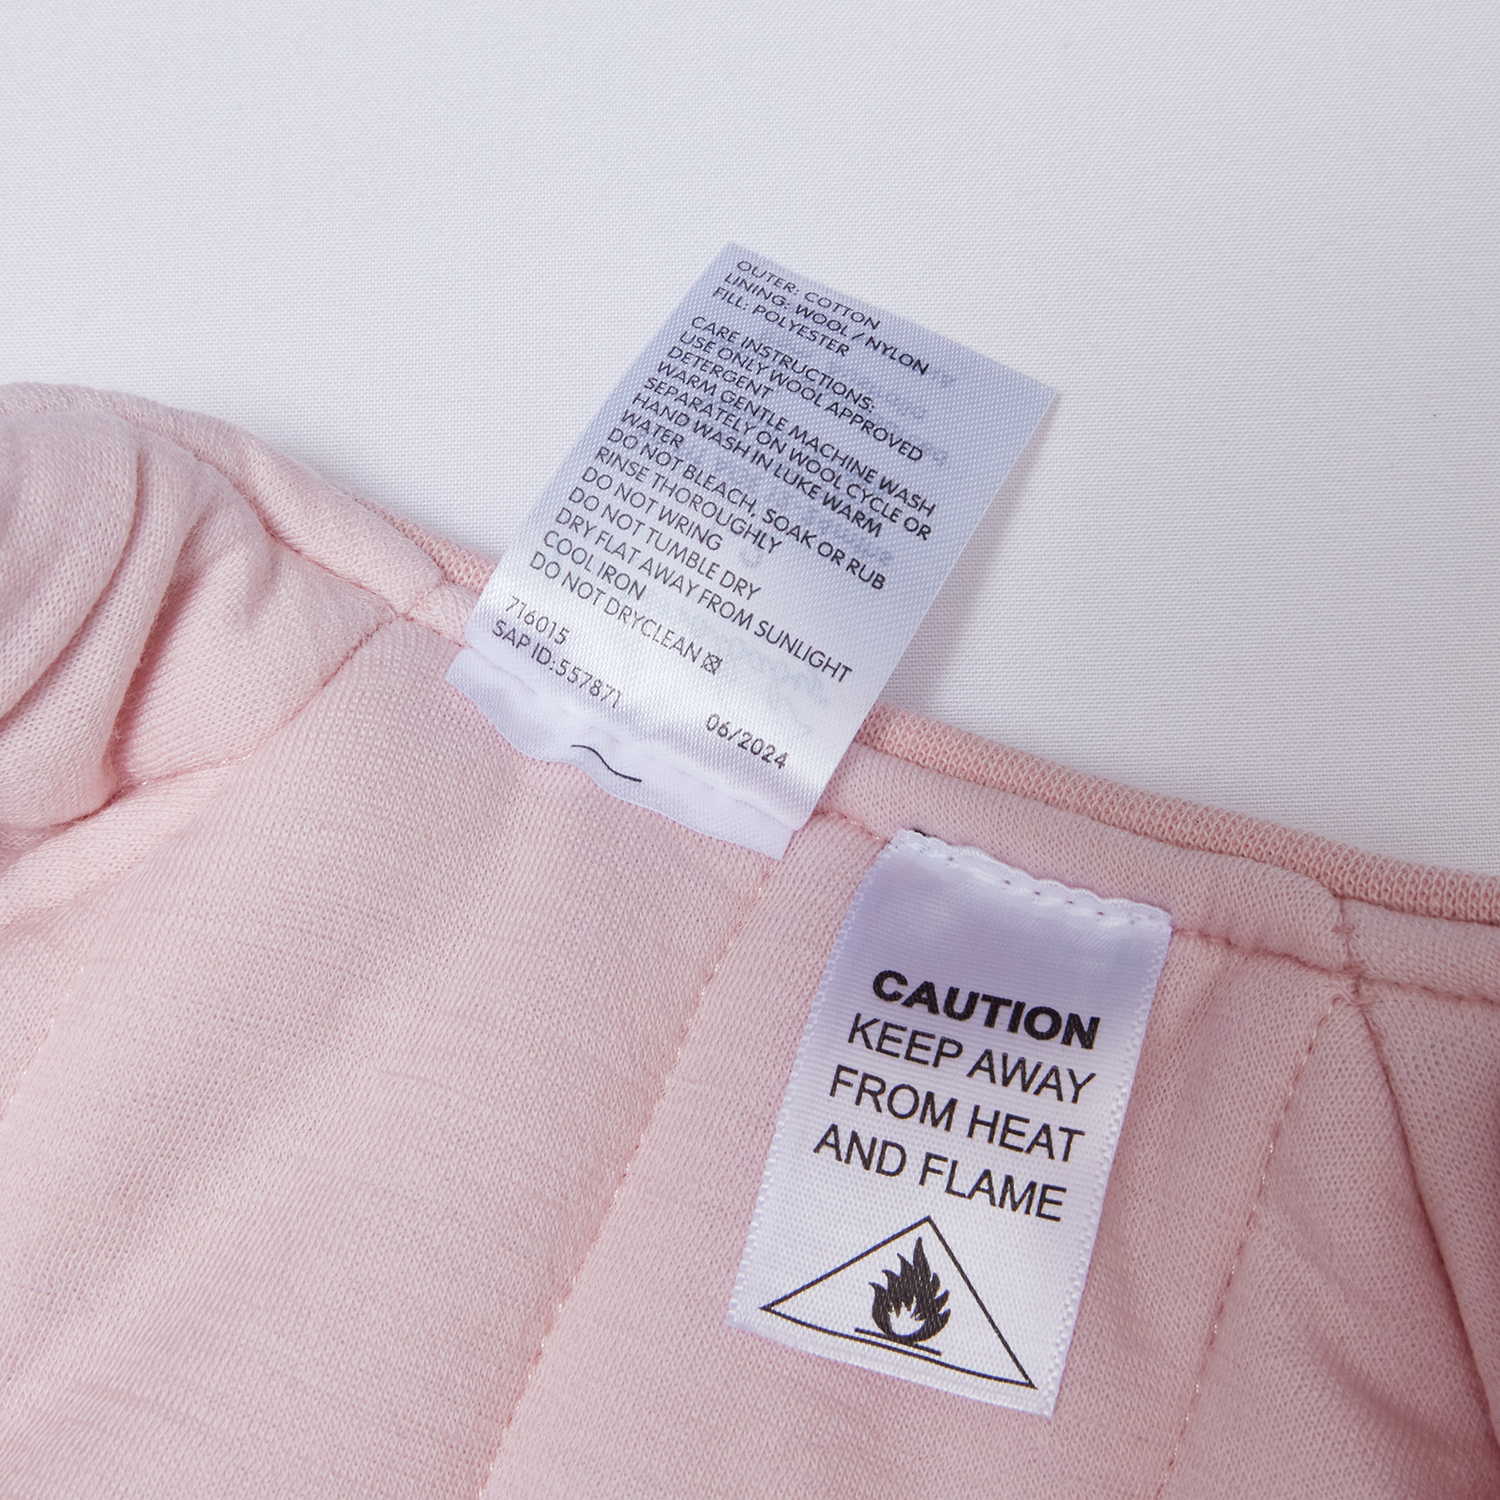 OUTER: COTTON
LINING: WOOL / NYLON
FILL: POLYESTER
CARE INSTRUCTIONS:
USE ONLY WOOL APPROVED
DETERGENT
WARM GENTLE MACHINE WASH
SEPARATELY ON WOOL CYCLE OR
HAND WASH IN LUKE WARM
WATER
DO NOT BLEACH, SOAK OR RUB
RINSE THOROUGHLY
DO NOT WRING
DO NOT TUMBLE DRY
DRY FLAT AWAY FROM SUNLIGHT
COOL IRON
DO NOT DRYCLEAN
716015
SAP ID:557871
06/2024
CAUTION
KEEP AWAY
FROM HEAT
AND FLAME